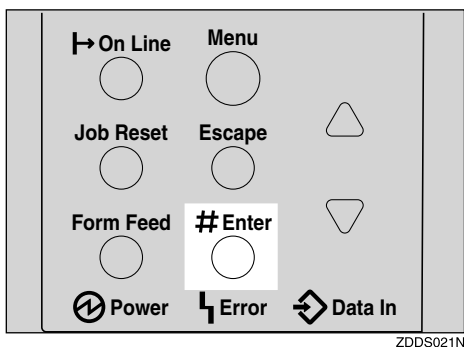 On Line Menu
Job Reset Escape
Form Feed # Enter
Power Error Data In
ZDDS021N